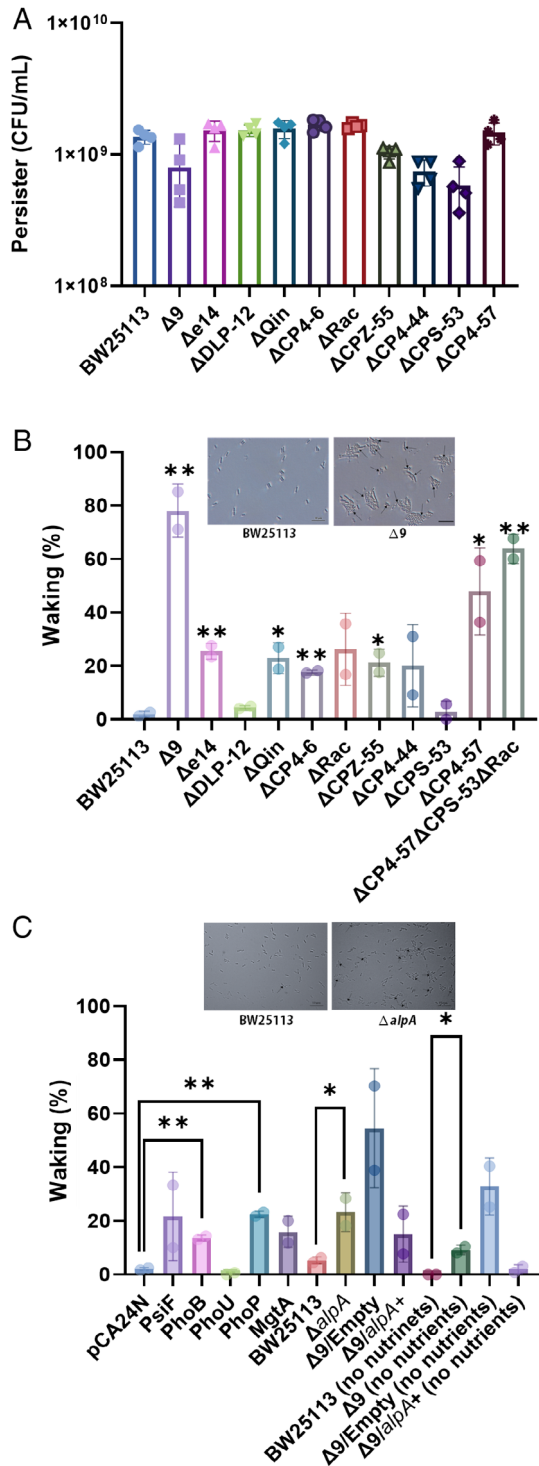 A
Persister (CFU/mL)
1×10¹⁰
1×10⁹
1×10⁸
BW25113
Δ9
Δe14
ΔDLP-12
ΔQin
ΔCP4-6
ΔRac
ΔCPZ-55
ΔCP4-44
ΔCPS-53
ΔCP4-57
B
Waking (%)
100
80
60
40
20
0
**
**
*
**
*
*
**
BW25113
Δ9
BW25113
Δ9
Δe14
ΔDLP-12
ΔQin
ΔCP4-6
ΔRac
ΔCPZ-55
ΔCP4-44
ΔCPS-53
ΔCP4-57
ΔCP4-57ΔCPS-53ΔRac
C
Waking (%)
100
80
60
40
20
0
BW25113
ΔalpA
**
**
*
*
pCA24N
PsiF
PhoB
PhoU
PhoP
MgtA
BW25113
ΔalpA
Δ9/Empty
Δ9/alpA+
BW25113 (no nutrinets)
Δ9 (no nutrients)
Δ9/Empty (no nutrients)
Δ9/alpA+ (no nutrients)